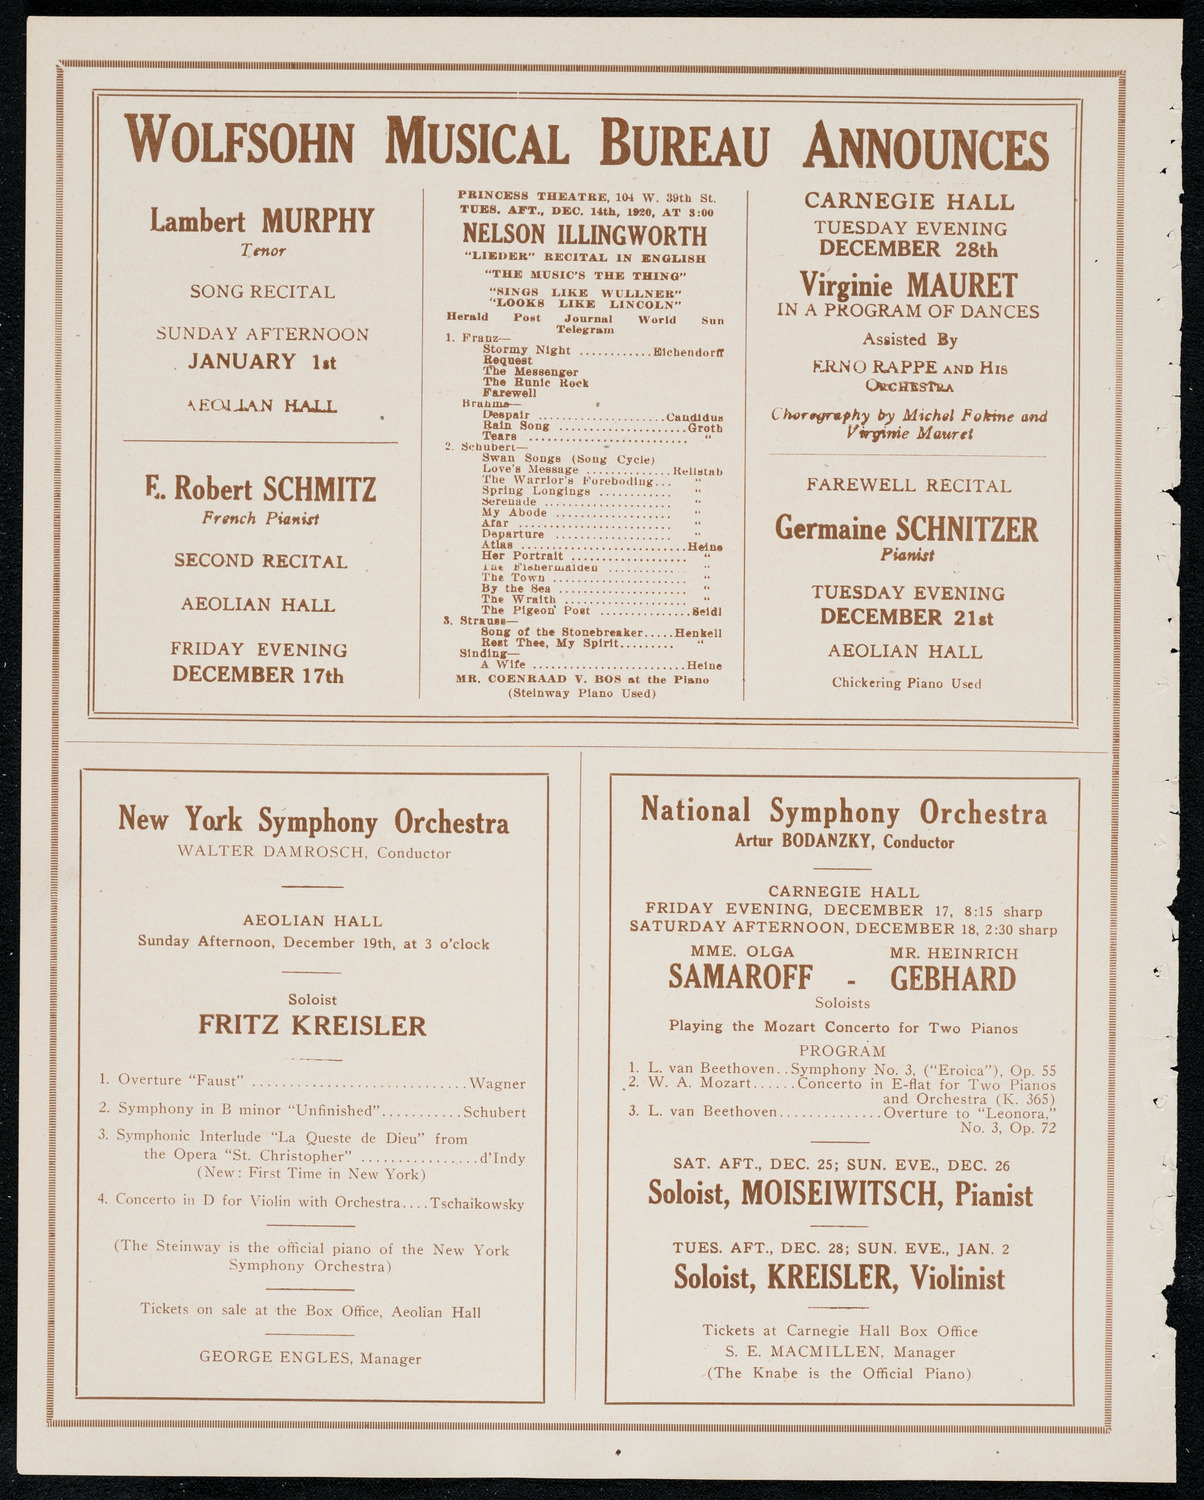 WOLFSOHN MUSICAL BUREAU ANNOUNCES
Lambert MURPHY
Tenor
SONG RECITAL
SUNDAY AFTERNOON
JANUARY 1st
AEOLIAN HALL
E. Robert SCHMITZ
French Pianist
SECOND RECITAL
AEOLIAN HALL
FRIDAY EVENING
DECEMBER 17th
PRINCESS THEATRE, 104 W. 39th St.
TUES. AFT., DEC. 14th, 1920, AT 3:00
NELSON ILLINGWORTH
"LIEDER" RECITAL IN ENGLISH
"THE MUSIC'S THE THING"
"SINGS LIKE WULLNER"
"LOOKS LIKE LINCOLN"
Herald Post Journal World Sun
Telegram
1. Franz—
Stormy Night ............Eichendorff
Request
The Messenger
The Runic Rock
Farewell
Brahms—
Despair ......................Candidus
Rain Song ......................Groth
Tears ........................... "
2. Schubert—
Swan Songs (Song Cycle)
Love's Message ..............Rellstab
The Warrior's Foreboding... "
Spring Longings ............ "
Serenade ...................... "
My Abode .................... "
Afar .......................... "
Departure .................... "
Atlas ............................Heine
Her Portrait .................... "
The Fishermaiden ........... "
The Town ...................... "
By the Sea ...................... "
The Wraith ..................... "
The Pigeon Post ...............Seidl
3. Strauss—
Song of the Stonebreaker.....Henkell
Rest Thee, My Spirit......... "
Sinding—
A Wife ..........................Heine
MR. COENRAAD V. BOS at the Piano
(Steinway Piano Used)
CARNEGIE HALL
TUESDAY EVENING
DECEMBER 28th
Virginie MAURET
IN A PROGRAM OF DANCES
Assisted By
ERNO RAPPE AND HIS
ORCHESTRA
Choregraphy by Michel Fokine and
Virginie Mauret
FAREWELL RECITAL
Germaine SCHNITZER
Pianist
TUESDAY EVENING
DECEMBER 21st
AEOLIAN HALL
Chickering Piano Used
New York Symphony Orchestra
WALTER DAMROSCH, Conductor
AEOLIAN HALL
Sunday Afternoon, December 19th, at 3 o'clock
Soloist
FRITZ KREISLER
1. Overture "Faust" ............................Wagner
2. Symphony in B minor "Unfinished"...........Schubert
3. Symphonic Interlude "La Queste de Dieu" from
the Opera "St. Christopher" ................d'Indy
(New: First Time in New York)
4. Concerto in D for Violin with Orchestra....Tschaikowsky
(The Steinway is the official piano of the New York
Symphony Orchestra)
Tickets on sale at the Box Office, Aeolian Hall
GEORGE ENGLES, Manager
National Symphony Orchestra
Artur BODANZKY, Conductor
CARNEGIE HALL
FRIDAY EVENING, DECEMBER 17, 8:15 sharp
SATURDAY AFTERNOON, DECEMBER 18, 2:30 sharp
MME. OLGA MR. HEINRICH
SAMAROFF - GEBHARD
Soloists
Playing the Mozart Concerto for Two Pianos
PROGRAM
1. L. van Beethoven..Symphony No. 3, ("Eroica"), Op. 55
2. W. A. Mozart......Concerto in E-flat for Two Pianos
and Orchestra (K. 365)
3. L. van Beethoven..............Overture to "Leonora,"
No. 3, Op. 72
SAT. AFT., DEC. 25; SUN. EVE., DEC. 26
Soloist, MOISEIWITSCH, Pianist
TUES. AFT., DEC. 28; SUN. EVE., JAN. 2
Soloist, KREISLER, Violinist
Tickets at Carnegie Hall Box Office
S. E. MACMILLEN, Manager
(The Knabe is the Official Piano)